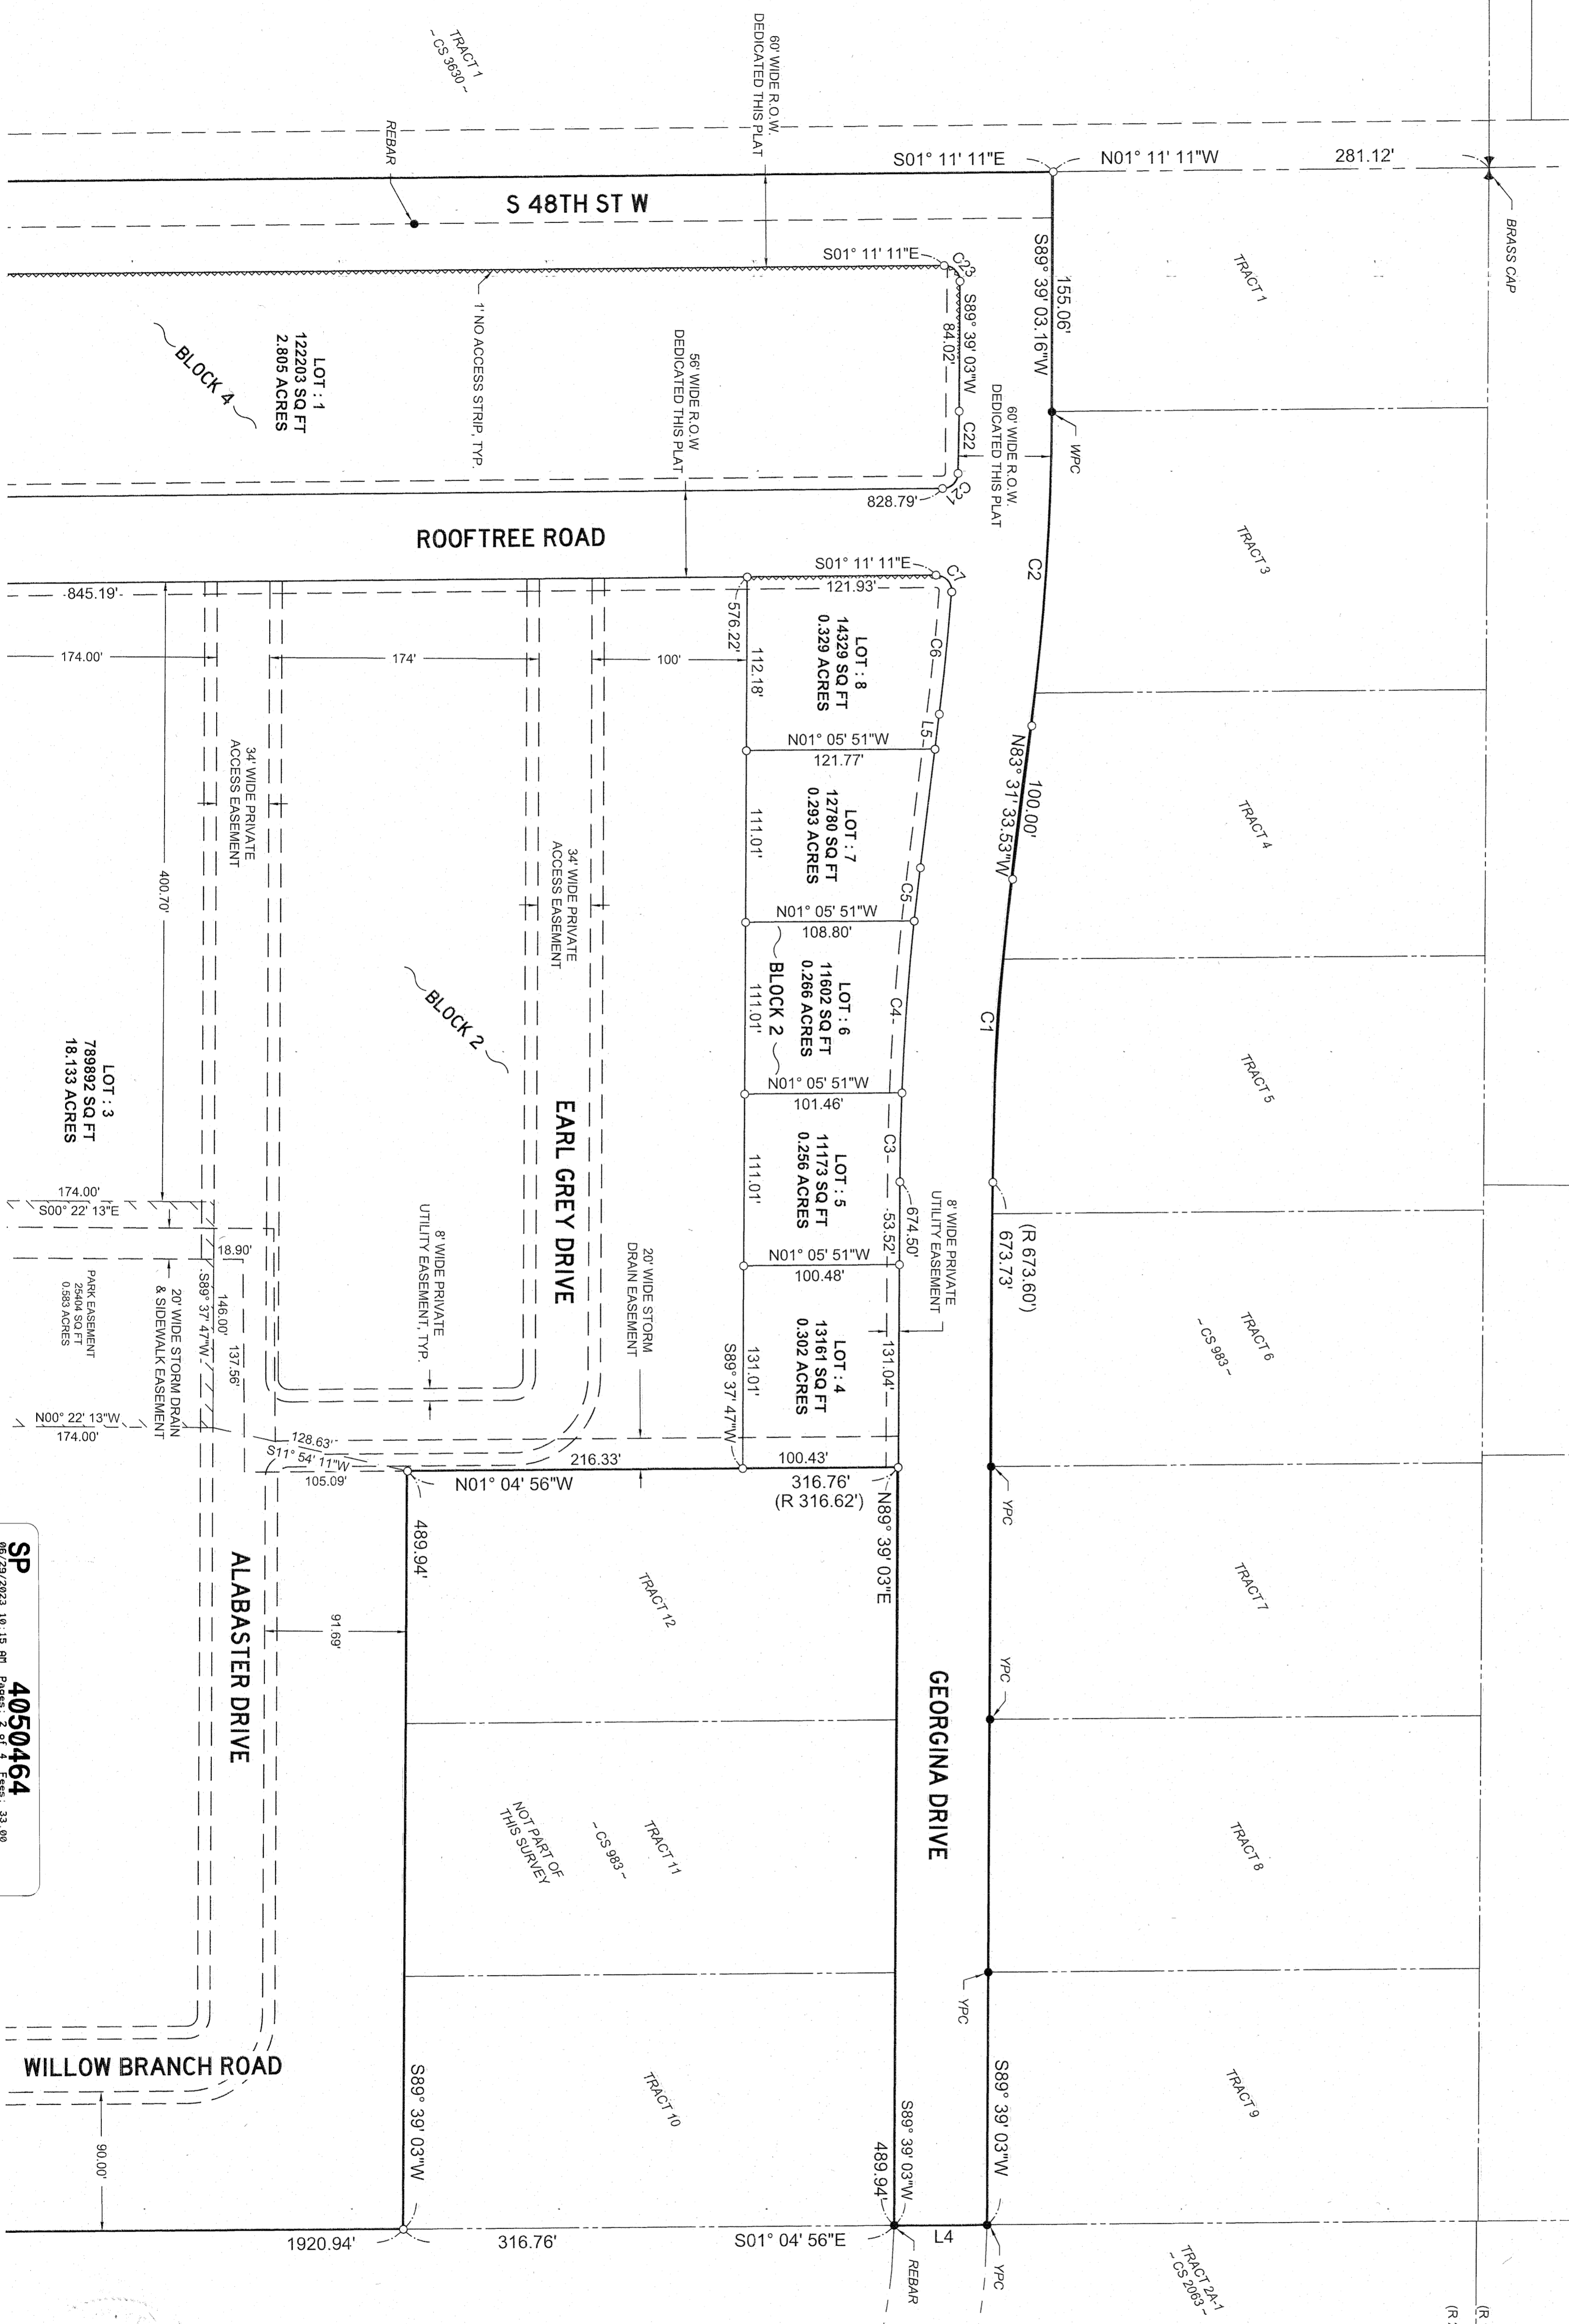 TRACT 1
~ CS 3630 ~
REBAR
60' WIDE R.O.W.
DEDICATED THIS PLAT
S01° 11' 11"E
N01° 11' 11"W
281.12'
BRASS CAP
S 48TH ST W
S01° 11' 11"E
C23
S89° 39' 03"W
84.02'
C22
C21
828.79'
155.06'
S89° 39' 03.16"W
TRACT 1
WPC
60' WIDE R.O.W.
DEDICATED THIS PLAT
1' NO ACCESS STRIP, TYP.
LOT : 1
122203 SQ FT
2.805 ACRES
BLOCK 4
56' WIDE R.O.W
DEDICATED THIS PLAT
ROOFTREE ROAD
S01° 11' 11"E
121.93'
C7
C2
TRACT 3
845.19'
174.00'
174'
100'
576.22'
112.18'
LOT : 8
14329 SQ FT
0.329 ACRES
C6
L5
N01° 05' 51"W
121.77'
100.00'
N83° 31' 33.53"W
TRACT 4
34' WIDE PRIVATE
ACCESS EASEMENT
400.70'
34' WIDE PRIVATE
ACCESS EASEMENT
111.01'
LOT : 7
12780 SQ FT
0.293 ACRES
C5
N01° 05' 51"W
108.80'
BLOCK 2
BLOCK 2
111.01'
LOT : 6
11602 SQ FT
0.266 ACRES
C4
C1
TRACT 5
N01° 05' 51"W
101.46'
LOT : 3
789892 SQ FT
18.133 ACRES
EARL GREY DRIVE
111.01'
LOT : 5
11173 SQ FT
0.256 ACRES
C3
53.52'
674.50'
8' WIDE PRIVATE
UTILITY EASEMENT
(R 673.60')
673.73'
TRACT 6
~ CS 983 ~
N01° 05' 51"W
100.48'
174.00'
S00° 22' 13"E
18.90'
8' WIDE PRIVATE
UTILITY EASEMENT, TYP.
20' WIDE STORM
DRAIN EASEMENT
PARK EASEMENT
25404 SQ FT
0.583 ACRES
20' WIDE STORM DRAIN
& SIDEWALK EASEMENT
S89° 37' 47"W
146.00'
137.56'
S89° 37' 47"W
131.01'
LOT : 4
13161 SQ FT
0.302 ACRES
131.04'
N00° 22' 13"W
174.00'
128.63'
S11° 54' 11"W
105.09'
216.33'
N01° 04' 56"W
100.43'
316.76'
(R 316.62')
N89° 39' 03"E
YPC
489.94'
TRACT 12
TRACT 7
SP
4050464
06/29/2023 10:15 AM Pages: 2 of 4 Fees: 33.00
ALABASTER DRIVE
91.69'
GEORGINA DRIVE
YPC
NOT PART OF
THIS SURVEY
~ CS 983 ~
TRACT 11
TRACT 8
YPC
WILLOW BRANCH ROAD
90.00'
S89° 39' 03"W
TRACT 10
S89° 39' 03"W
489.94'
S89° 39' 03"W
TRACT 9
1920.94'
316.76'
S01° 04' 56"E
L4
REBAR
YPC
TRACT 2A-1
~ CS 2063 ~
(R
(R